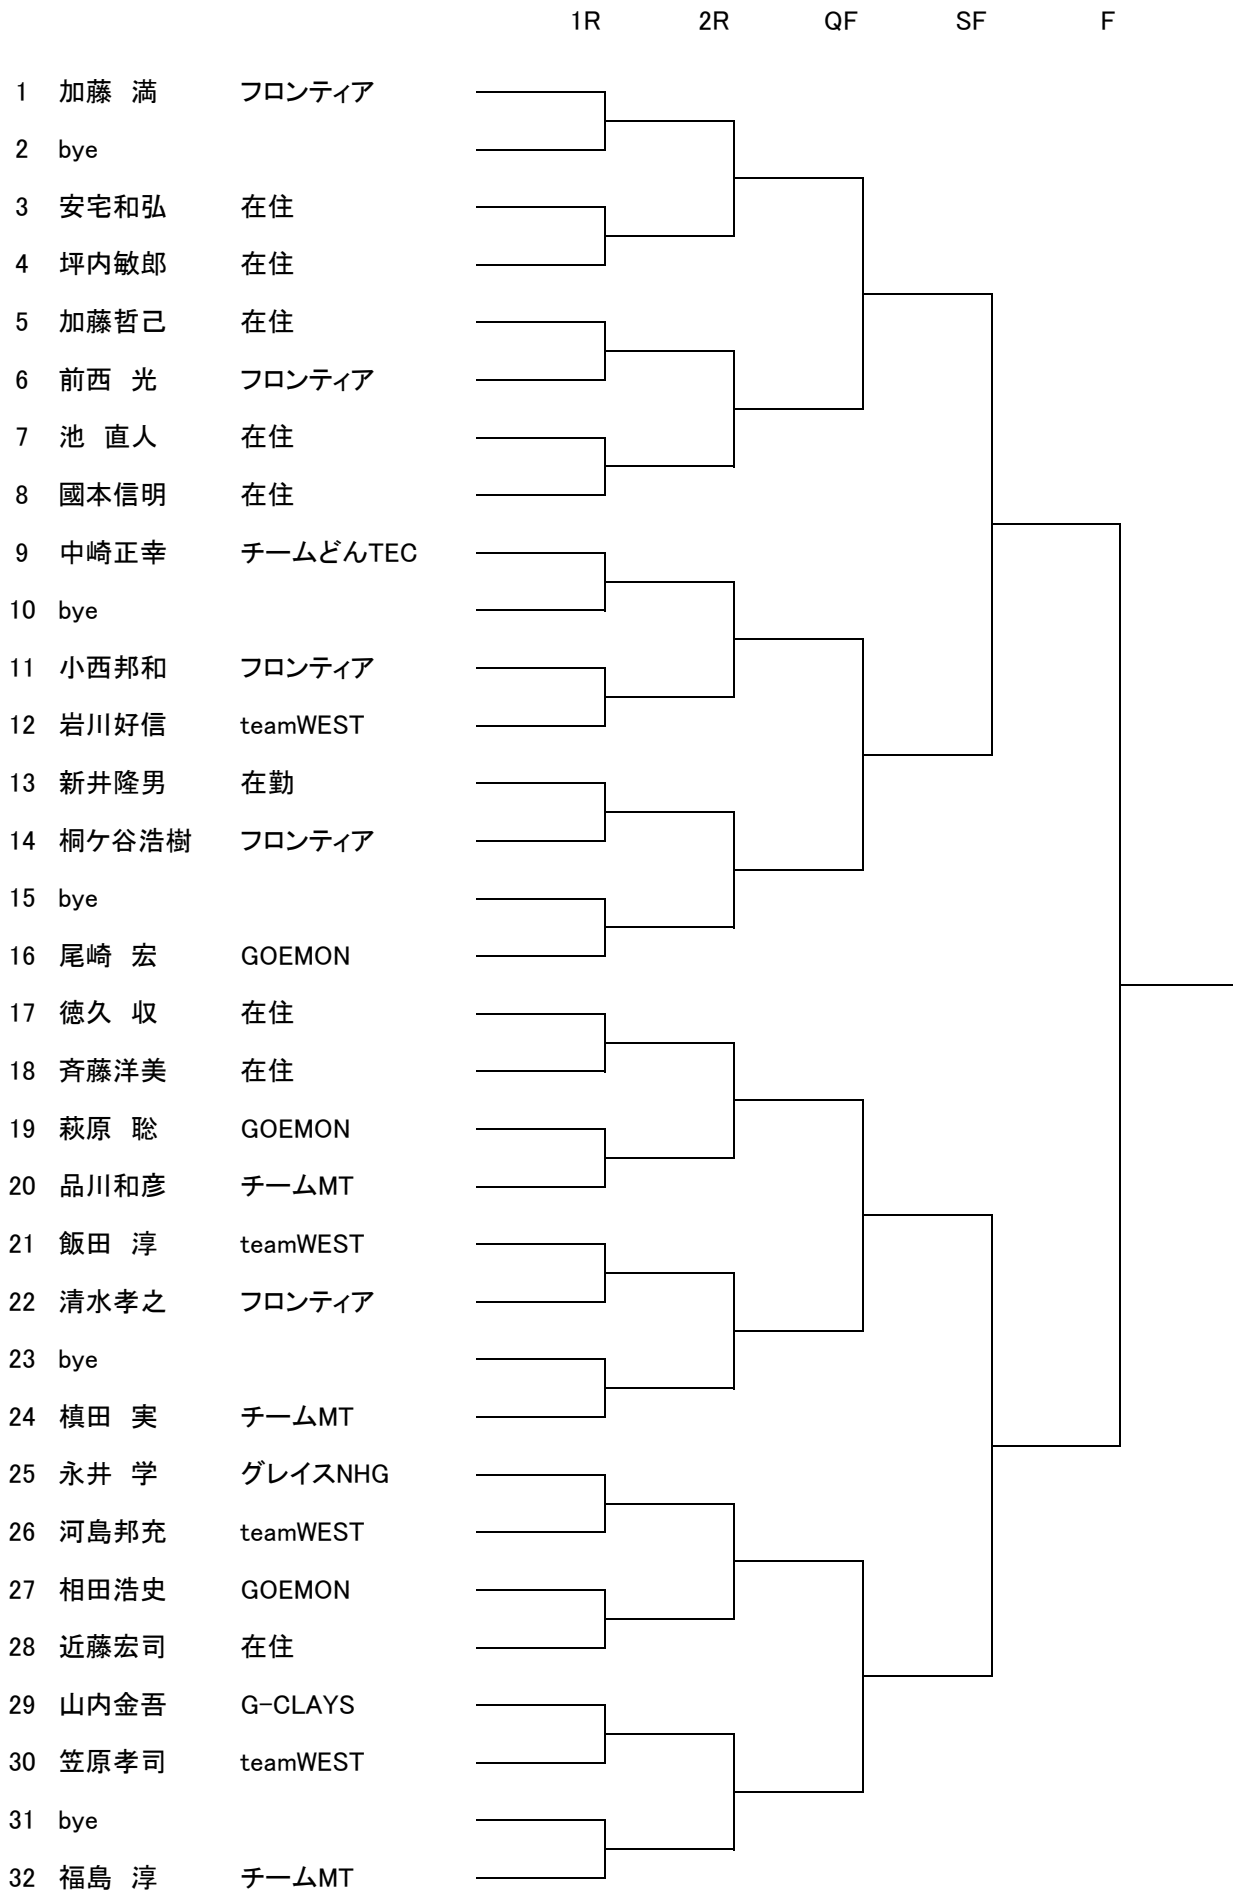 1R 2R QF SF F
1 加藤　満 フロンティア
2 bye
3 安宅和弘 在住
4 坪内敏郎 在住
5 加藤哲己 在住
6 前西　光 フロンティア
7 池　直人 在住
8 國本信明 在住
9 中崎正幸 チームどんTEC
10 bye
11 小西邦和 フロンティア
12 岩川好信 teamWEST
13 新井隆男 在勤
14 桐ケ谷浩樹 フロンティア
15 bye
16 尾崎　宏 GOEMON
17 徳久　収 在住
18 斉藤洋美 在住
19 萩原　聡 GOEMON
20 品川和彦 チームMT
21 飯田　淳 teamWEST
22 清水孝之 フロンティア
23 bye
24 槙田　実 チームMT
25 永井　学 グレイスNHG
26 河島邦充 teamWEST
27 相田浩史 GOEMON
28 近藤宏司 在住
29 山内金吾 G-CLAYS
30 笠原孝司 teamWEST
31 bye
32 福島　淳 チームMT